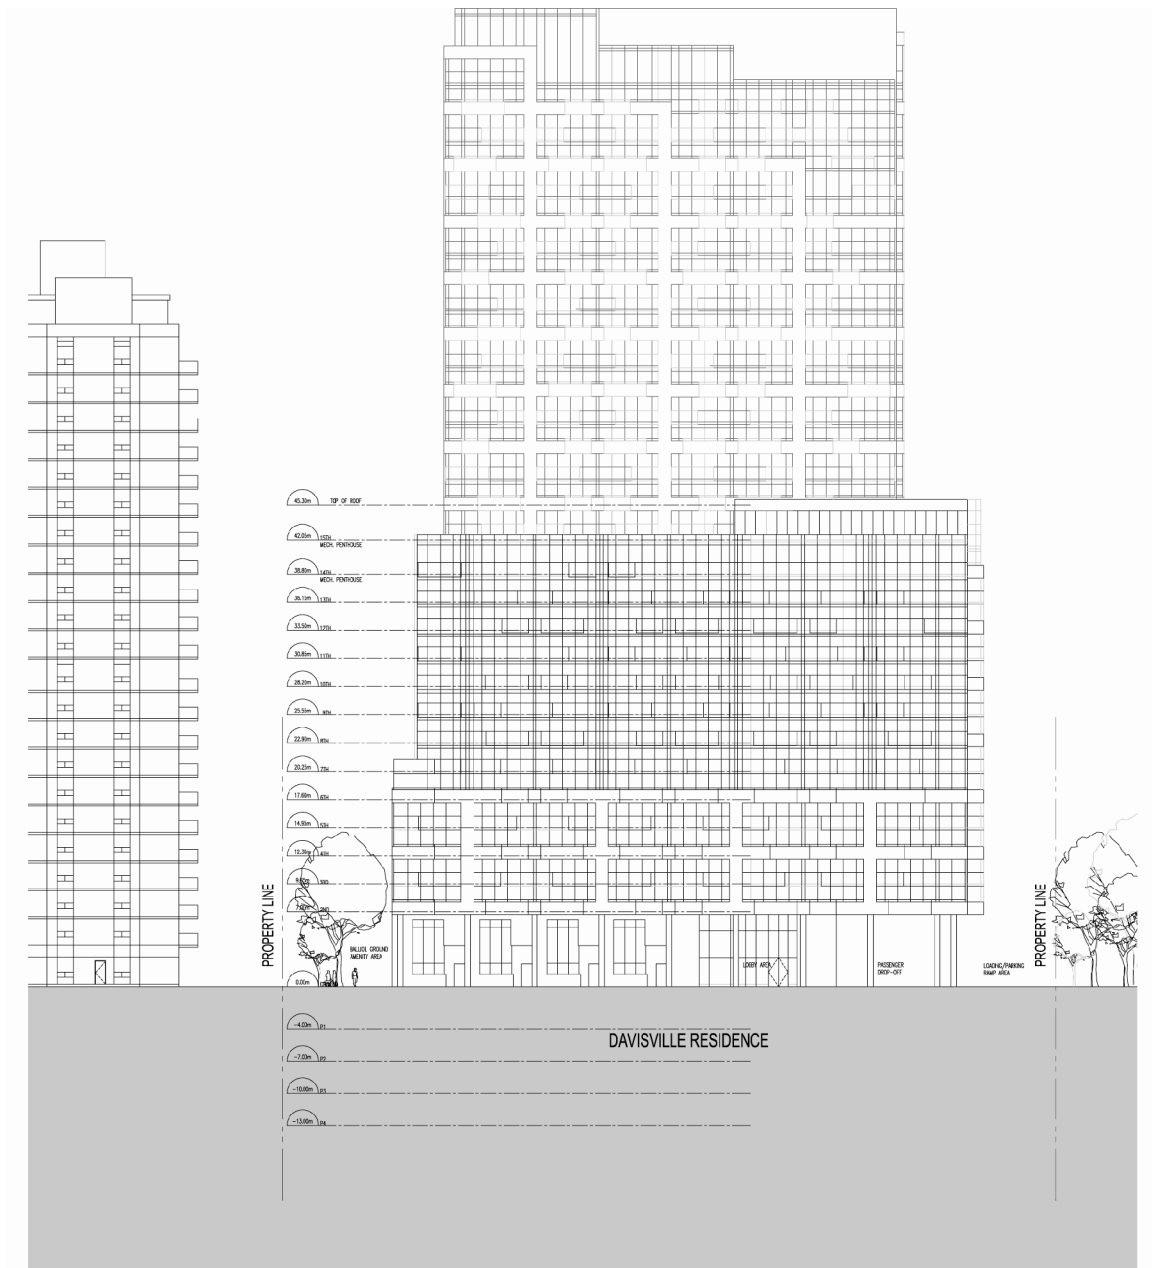 45.30m TOP OF ROOF
42.05m 15TH
MECH. PENTHOUSE
38.80m 14TH
MECH. PENTHOUSE
36.15m 13TH
33.50m 12TH
30.85m 11TH
28.20m 10TH
25.55m 9TH
22.90m 8TH
20.25m 7TH
17.60m 6TH
14.95m 5TH
12.30m 4TH
3RD
2ND
PROPERTY LINE
BALLIOL GROUND
AMENITY AREA
LOBBY AREA
PASSENGER
DROP-OFF
LOADING/PARKING
RAMP AREA
PROPERTY LINE
0.00m
-4.00m P1
DAVISVILLE RESIDENCE
-7.00m P2
-10.00m P3
-13.00m P4